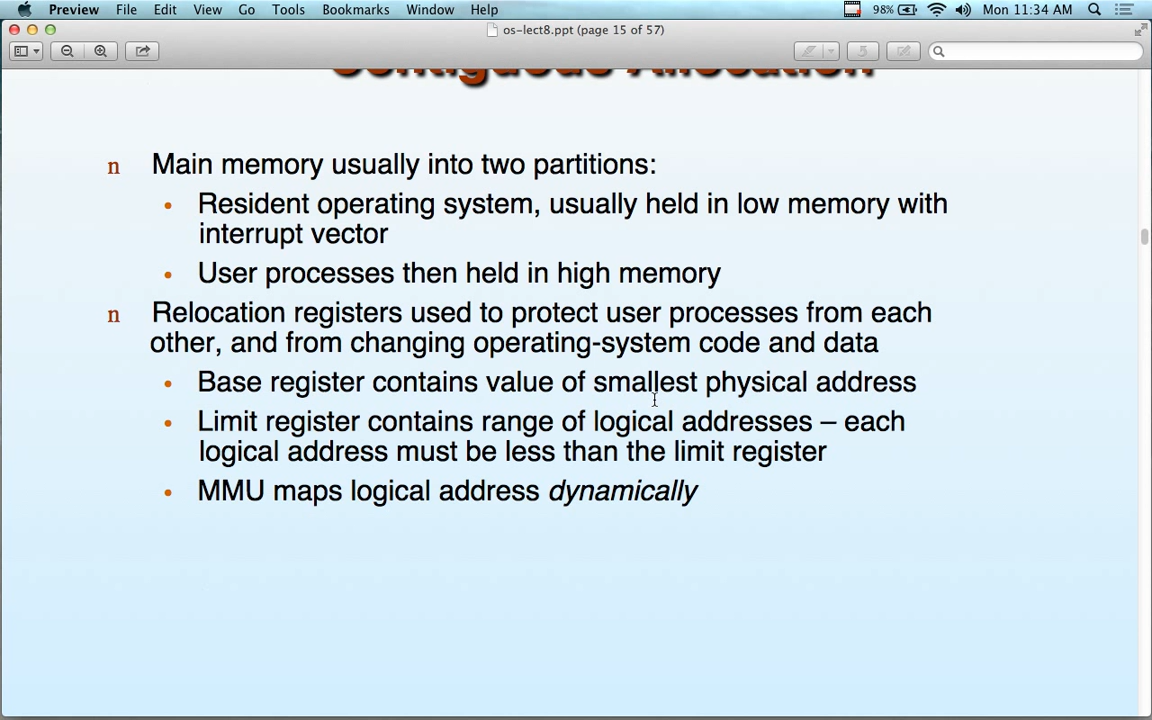 Preview File Edit View Go Tools Bookmarks Window Help 98% Mon 11:34 AM
os-lect8.ppt (page 15 of 57)
Contiguous Allocation
n Main memory usually into two partitions:
• Resident operating system, usually held in low memory with
interrupt vector
• User processes then held in high memory
n Relocation registers used to protect user processes from each
other, and from changing operating-system code and data
• Base register contains value of smallest physical address
• Limit register contains range of logical addresses – each
logical address must be less than the limit register
• MMU maps logical address dynamically